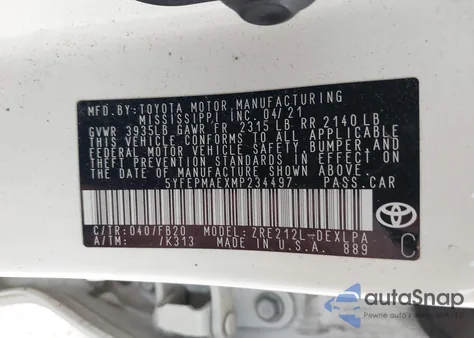 MFD. BY: TOYOTA MOTOR MANUFACTURING
MISSISSIPPI INC. 04/21
GVWR 3935LB GAWR FR 2315 LB RR 2140 LB
THIS VEHICLE CONFORMS TO ALL APPLICABLE
FEDERAL MOTOR VEHICLE SAFETY, BUMPER, AND
THEFT PREVENTION STANDARDS IN EFFECT ON
THE DATE OF MANUFACTURE SHOWN ABOVE.
5YFEPMAEXMP234497 PASS.CAR
C/TR: 040/FB20 MODEL: ZRE212L-DEXLPA
A/TM: /K313 MADE IN U.S.A. 889
C
autoSnap
Pewne auto z USA